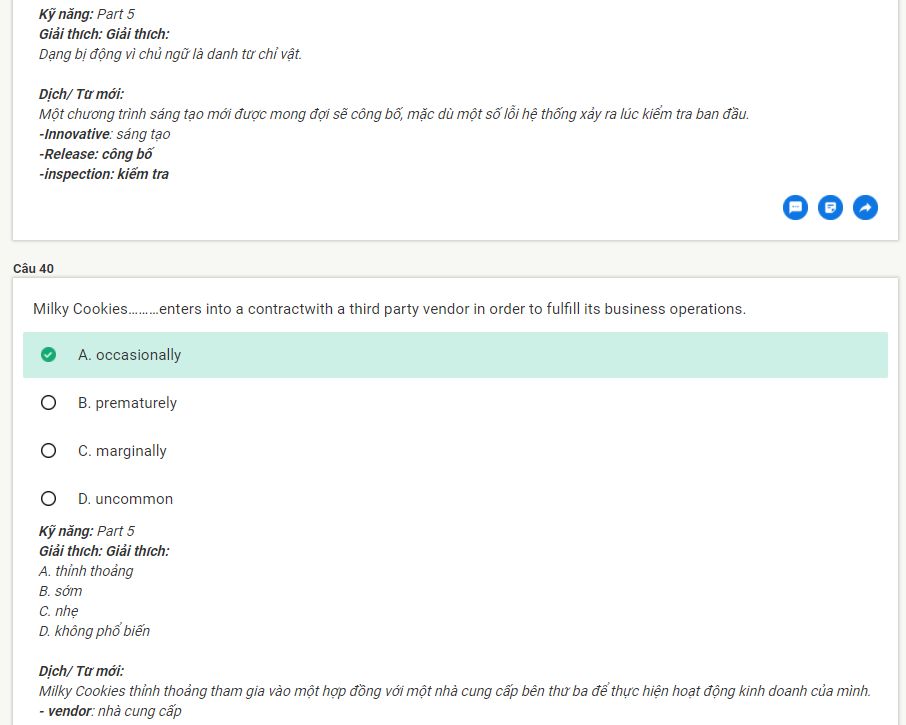 Kỹ năng: Part 5
Giải thích: Giải thích:
Dạng bị động vì chủ ngữ là danh từ chỉ vật.
Dịch/ Từ mới:
Một chương trình sáng tạo mới được mong đợi sẽ công bố, mặc dù một số lỗi hệ thống xảy ra lúc kiểm tra ban đầu.
-Innovative: sáng tạo
-Release: công bố
-inspection: kiểm tra
Câu 40
Milky Cookies.........enters into a contractwith a third party vendor in order to fulfill its business operations.
A. occasionally
B. prematurely
C. marginally
D. uncommon
Kỹ năng: Part 5
Giải thích: Giải thích:
A. thỉnh thoảng
B. sớm
C. nhẹ
D. không phổ biến
Dịch/ Từ mới:
Milky Cookies thỉnh thoảng tham gia vào một hợp đồng với một nhà cung cấp bên thứ ba để thực hiện hoạt động kinh doanh của mình.
- vendor: nhà cung cấp